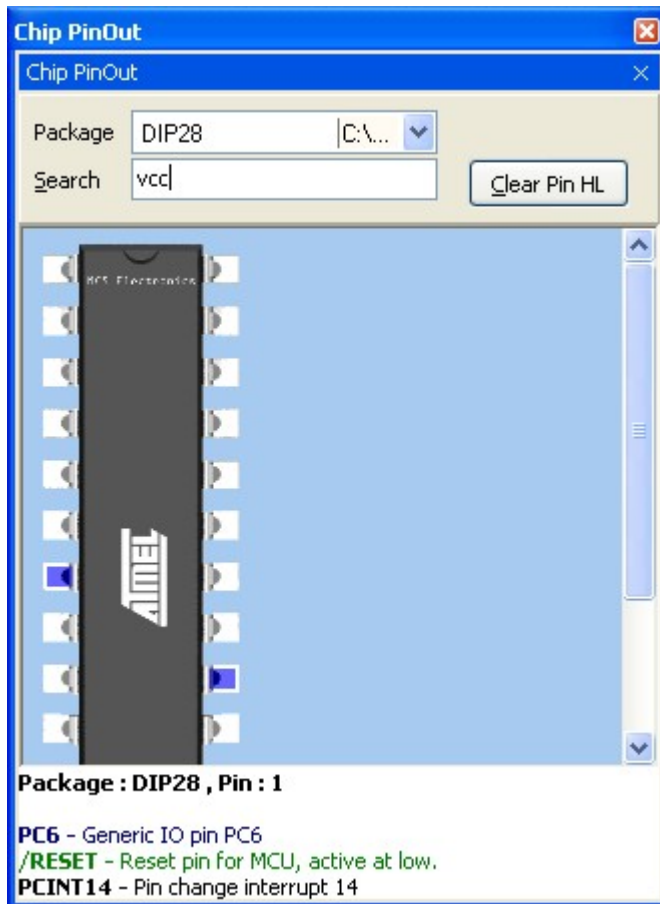 Chip PinOut
Chip PinOut
Package DIP28 C:\...
Search vcc
Clear Pin HL
MCS Electronics
ATMEL
Package : DIP28 , Pin : 1
PC6 - Generic IO pin PC6
/RESET - Reset pin for MCU, active at low.
PCINT14 - Pin change interrupt 14